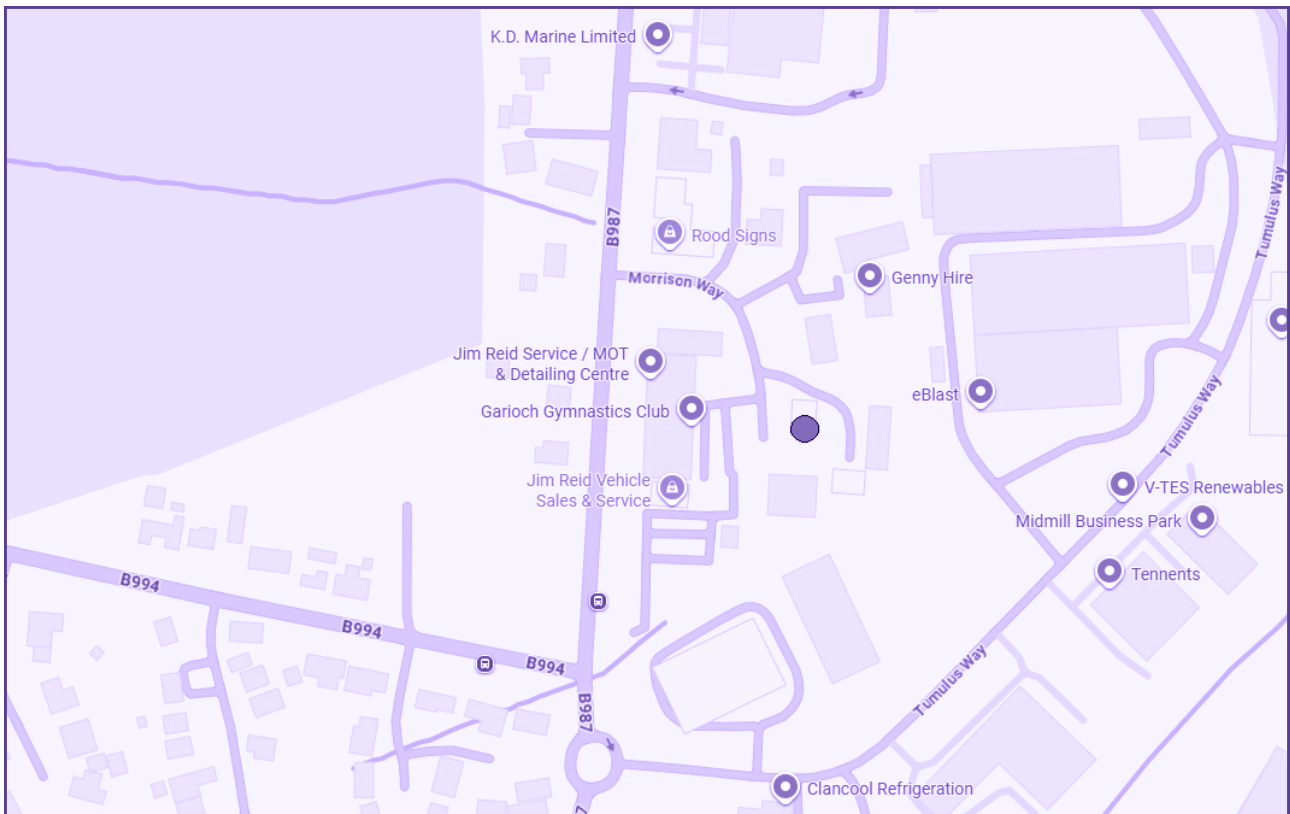 K.D. Marine Limited
B987
Tumulus Way
Rood Signs
Morrison Way
Genny Hire
Jim Reid Service / MOT
& Detailing Centre
eBlast
Garioch Gymnastics Club
Tumulus Way
Jim Reid Vehicle
Sales & Service
V-TES Renewables
Midmill Business Park
B994
Tennents
B994
B994
Tumulus Way
B987
Clancool Refrigeration
7